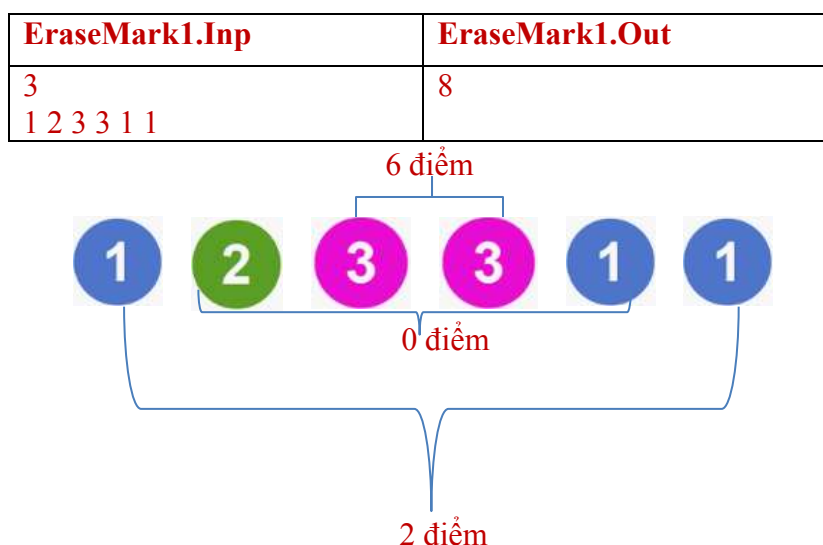 EraseMark1.Inp EraseMark1.Out
3 8
1 2 3 3 1 1
6 điểm
1 2 3 3 1 1
0 điểm
2 điểm